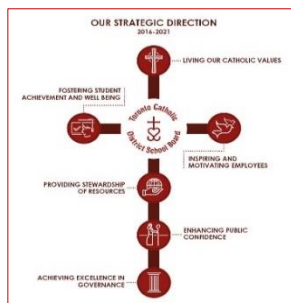 OUR STRATEGIC DIRECTION
2016-2021
LIVING OUR CATHOLIC VALUES
FOSTERING STUDENT
ACHIEVEMENT AND WELL BEING
Toronto Catholic
District School Board
INSPIRING AND
MOTIVATING EMPLOYEES
PROVIDING STEWARDSHIP
OF RESOURCES
ENHANCING PUBLIC
CONFIDENCE
ACHIEVING EXCELLENCE IN
GOVERNANCE